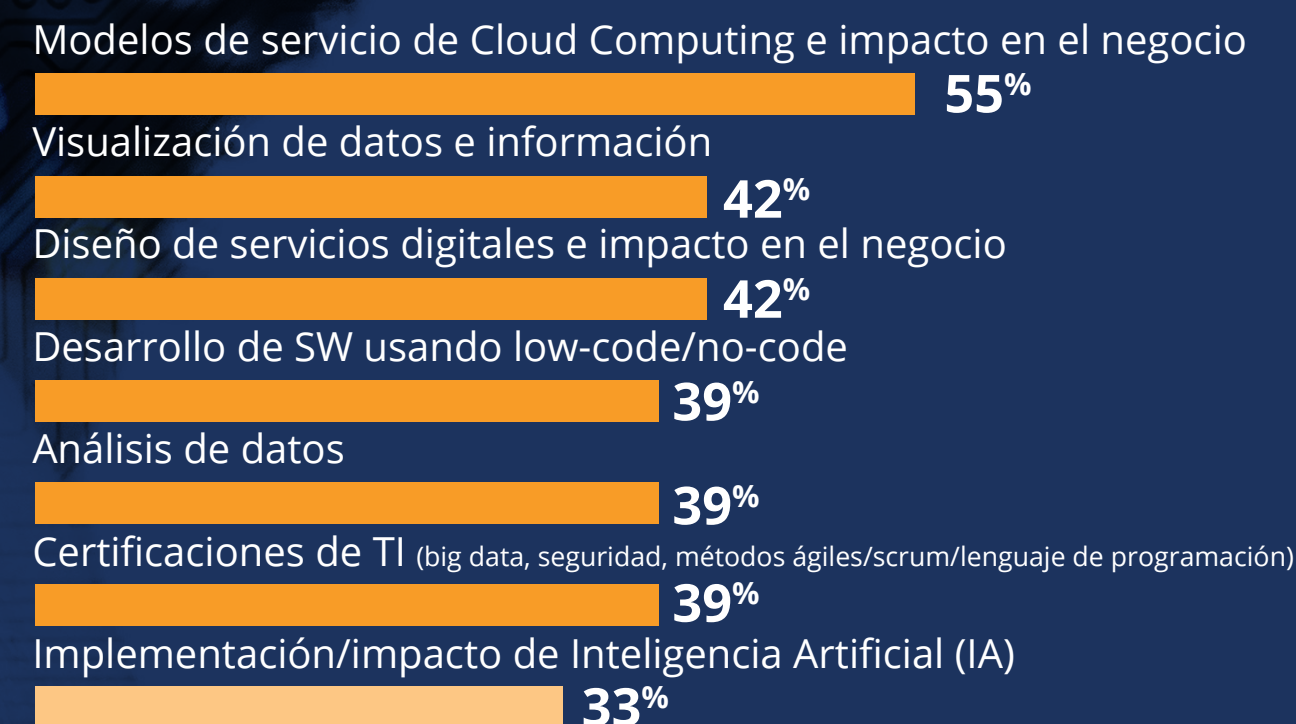 Modelos de servicio de Cloud Computing e impacto en el negocio
55%
Visualización de datos e información
42%
Diseño de servicios digitales e impacto en el negocio
42%
Desarrollo de SW usando low-code/no-code
39%
Análisis de datos
39%
Certificaciones de TI (big data, seguridad, métodos ágiles/scrum/lenguaje de programación)
39%
Implementación/impacto de Inteligencia Artificial (IA)
33%